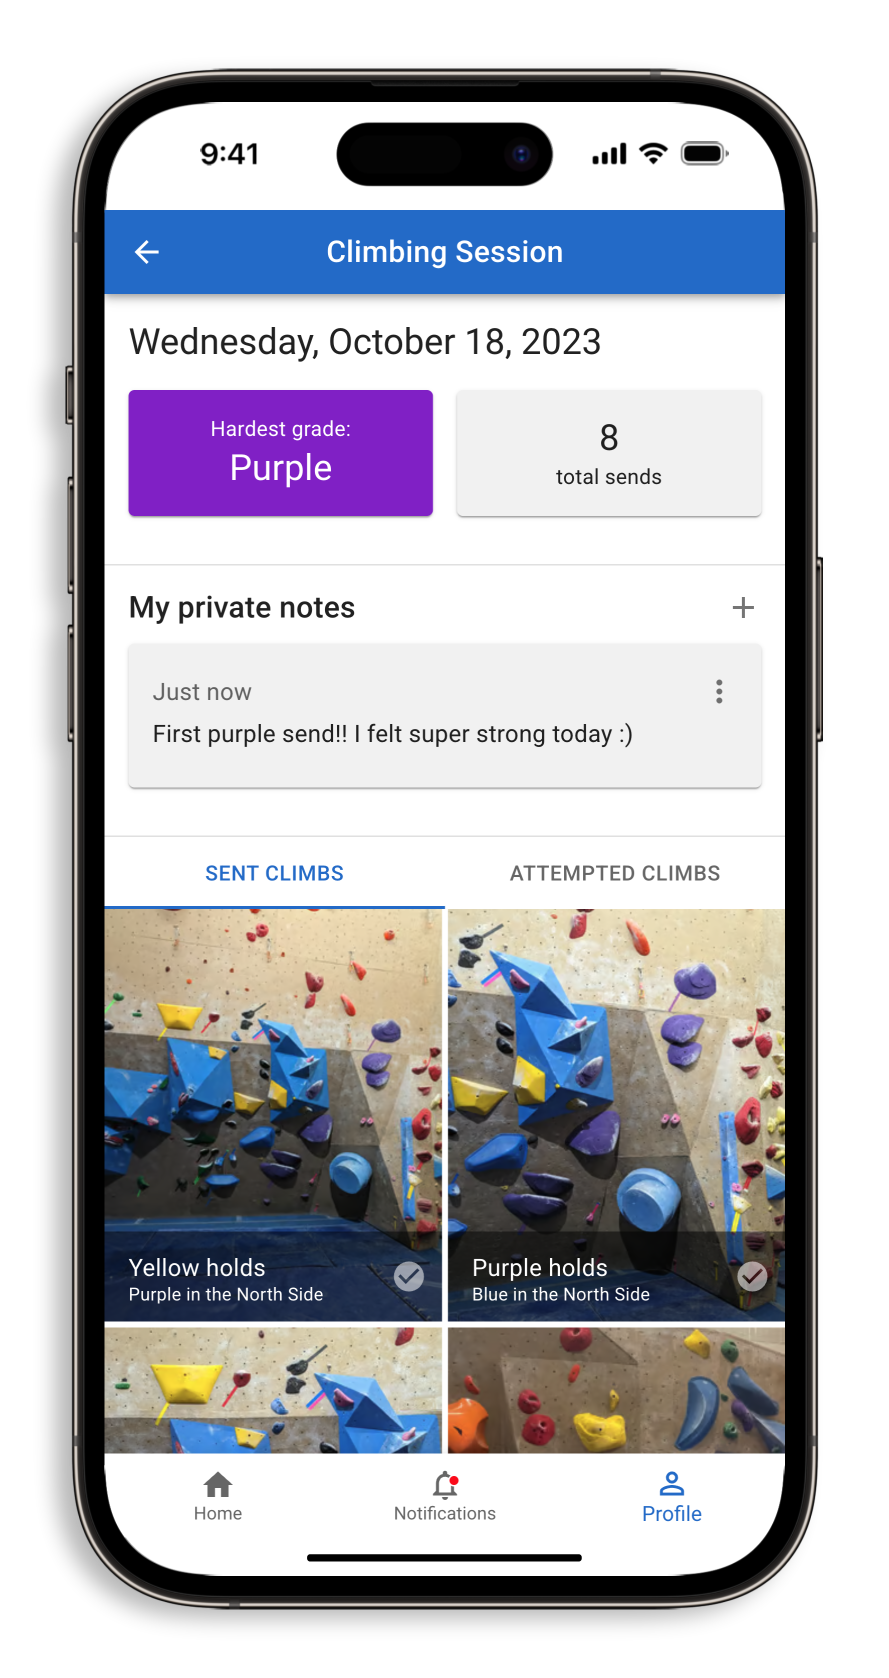 9:41
Climbing Session
Wednesday, October 18, 2023
Hardest grade:
Purple
8
total sends
My private notes
Just now
First purple send!! I felt super strong today :)
SENT CLIMBS
ATTEMPTED CLIMBS
Yellow holds
Purple in the North Side
Purple holds
Blue in the North Side
Home
Notifications
Profile